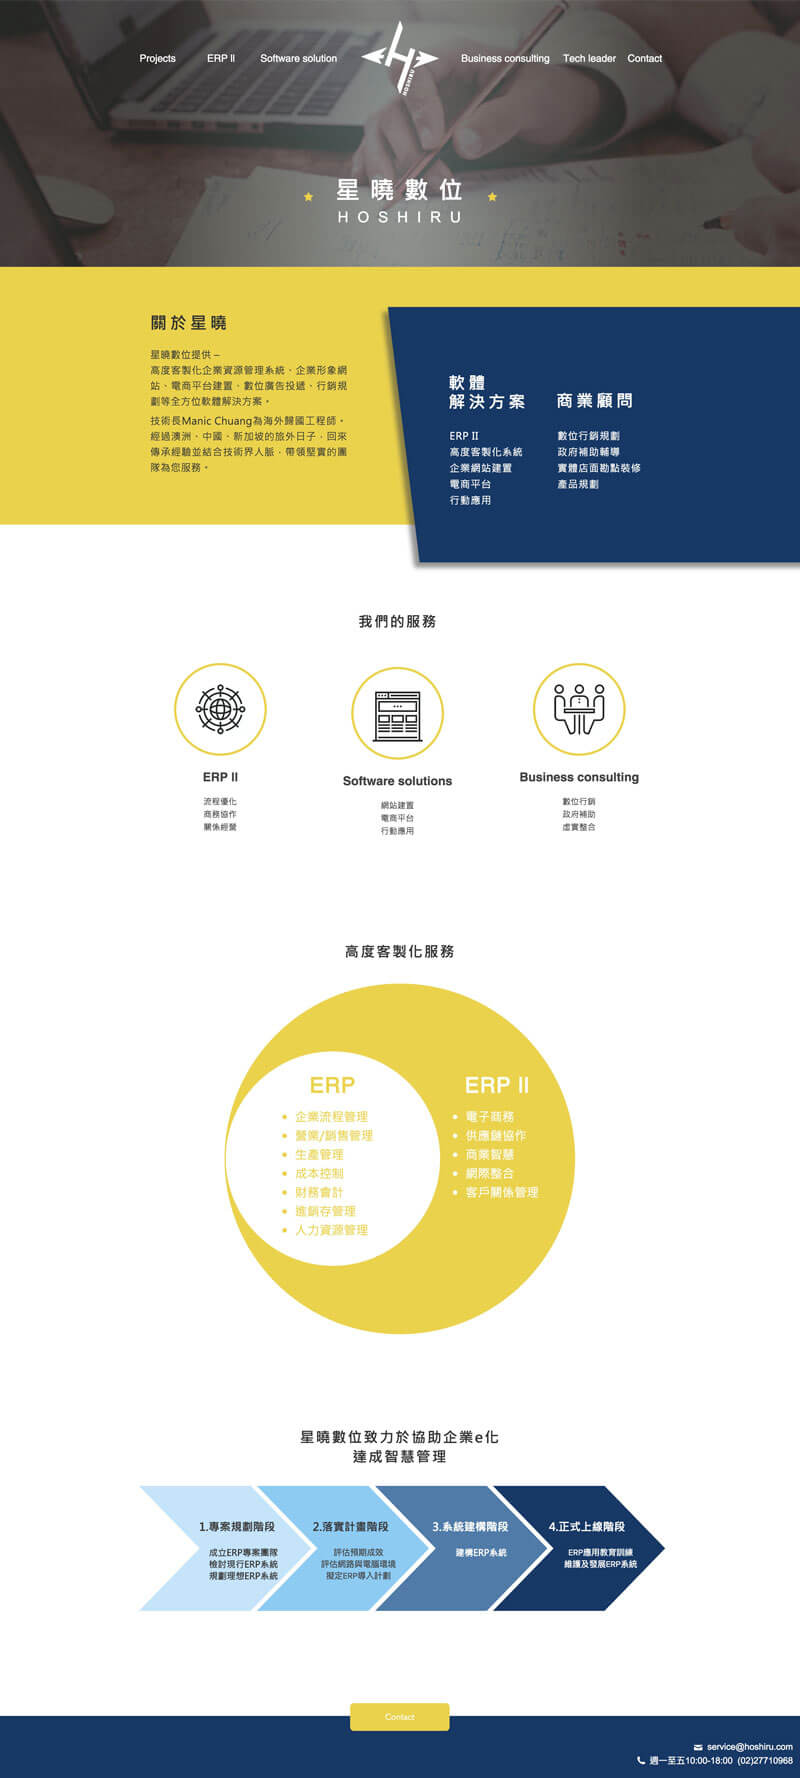 Projects
ERP II
Software solution
HOSHIRU
Business consulting
Tech leader
Contact
星曉數位
HOSHIRU
關於星曉
星曉數位提供 –
高度客製化企業資源管理系統、企業形象網
站、電商平台建置、數位廣告投遞、行銷規
劃等全方位軟體解決方案。
技術長Manic Chuang為海外歸國工程師。
經過澳洲、中國、新加坡的旅外日子，回來
傳承經驗並結合技術界人脈，帶領堅實的團
隊為您服務。
軟體
解決方案
ERP II
高度客製化系統
企業網站建置
電商平台
行動應用
商業顧問
數位行銷規劃
政府補助輔導
實體店面勘點裝修
產品規劃
我們的服務
ERP II
流程優化
商務協作
關係經營
Software solutions
網站建置
電商平台
行動應用
Business consulting
數位行銷
政府補助
虛實整合
高度客製化服務
ERP
• 企業流程管理
• 營業/銷售管理
• 生產管理
• 成本控制
• 財務會計
• 進銷存管理
• 人力資源管理
ERP II
• 電子商務
• 供應鏈協作
• 商業智慧
• 網際整合
• 客戶關係管理
星曉數位致力於協助企業e化
達成智慧管理
1.專案規劃階段
成立ERP專案團隊
檢討現行ERP系統
規劃理想ERP系統
2.落實計畫階段
評估預期成效
評估網路與電腦環境
擬定ERP導入計劃
3.系統建構階段
建構ERP系統
4.正式上線階段
ERP應用教育訓練
維護及發展ERP系統
Contact
service@hoshiru.com
週一至五10:00-18:00 (02)27710968